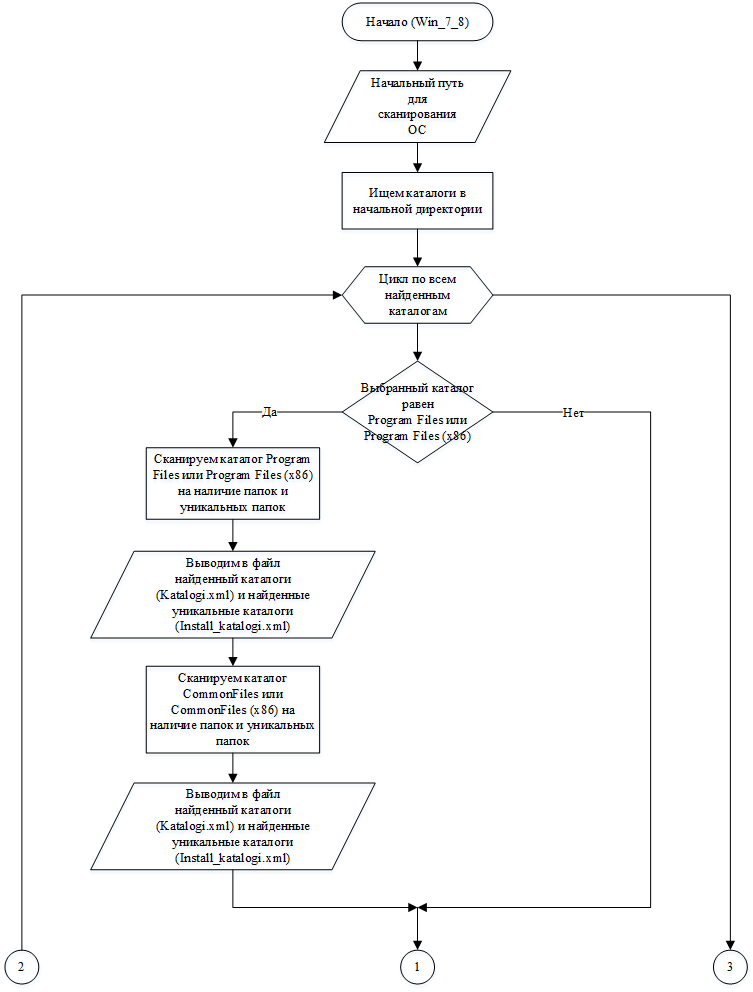 Начало (Win_7_8)
Начальный путь
для
сканирования
ОС
Ищем каталоги в
начальной директории
Цикл по всем
найденным
каталогам
Выбранный каталог
равен
Program Files или
Program Files (x86)
Да
Нет
Сканируем каталог Program
Files или Program Files (x86)
на наличие папок и
уникальных папок
Выводим в файл
найденный каталоги
(Katalogi.xml) и найденные
уникальные каталоги
(Install_katalogi.xml)
Сканируем каталог
CommonFiles или
CommonFiles (x86) на
наличие папок и уникальных
папок
Выводим в файл
найденный каталоги
(Katalogi.xml) и найденные
уникальные каталоги
(Install_katalogi.xml)
2
1
3